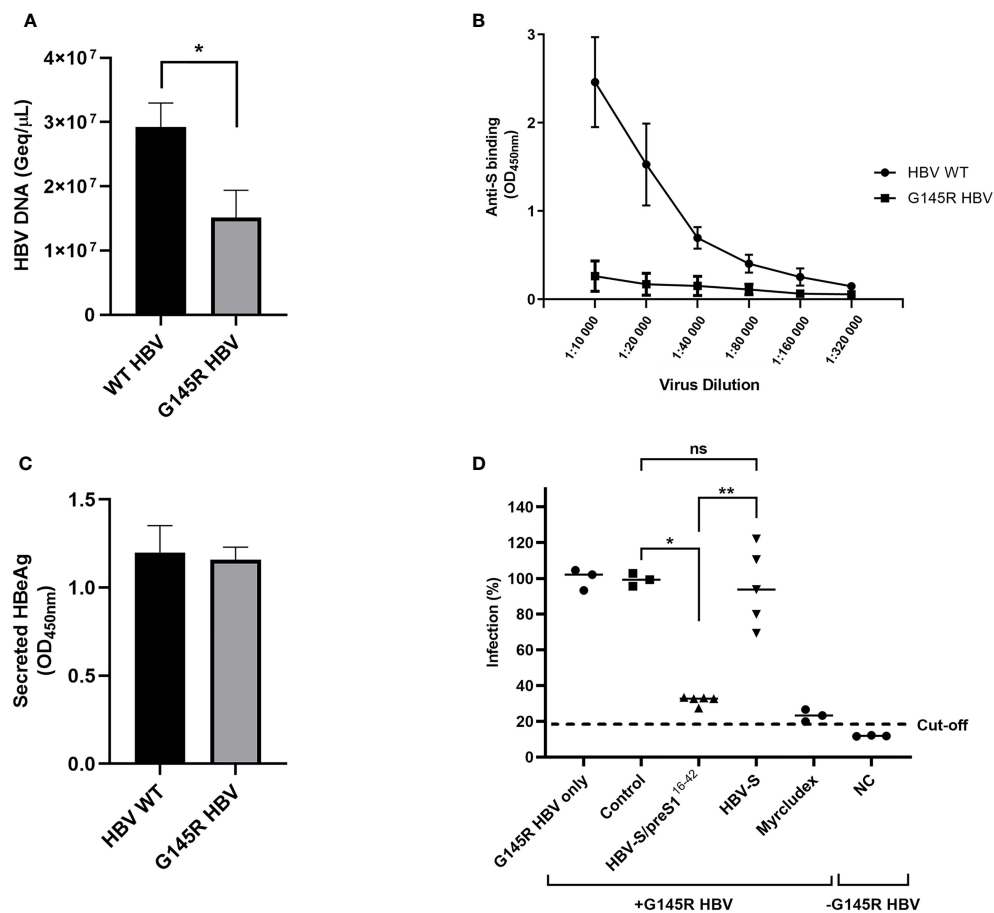 A
4×10⁷
3×10⁷
2×10⁷
1×10⁷
0
HBV DNA (Geq/µL)
*
WT HBV
G145R HBV
B
3
2
1
0
Anti-S binding
(OD450nm)
HBV WT
G145R HBV
1:10 000
1:20 000
1:40 000
1:80 000
1:160 000
1:320 000
Virus Dilution
C
1.5
1.0
0.5
0.0
Secreted HBeAg
(OD450nm)
HBV WT
G145R HBV
D
ns
**
*
140
120
100
80
60
40
20
0
Infection (%)
Cut-off
G145R HBV only
Control
HBV-S/preS1¹⁶⁻⁴²
HBV-S
Myrcludex
NC
+G145R HBV
-G145R HBV